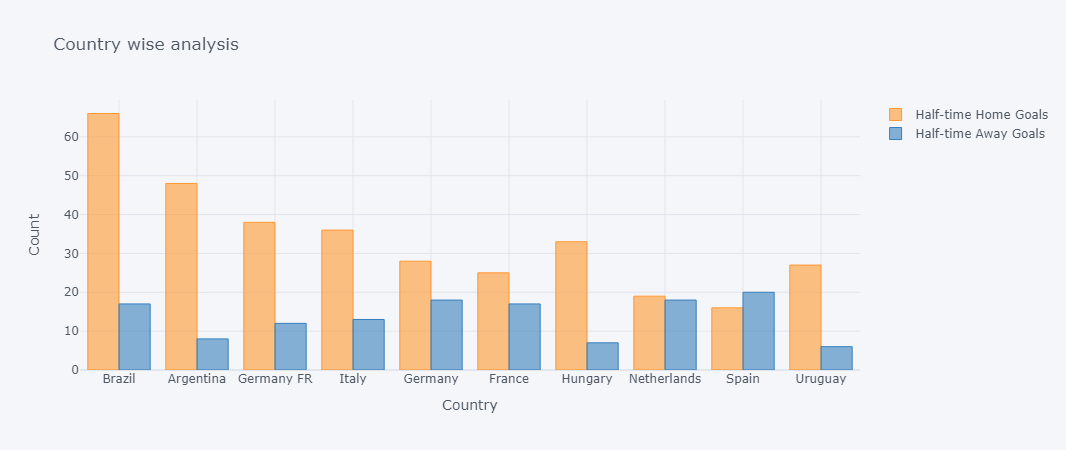 Country wise analysis
Half-time Home Goals
Half-time Away Goals
Count
60
50
40
30
20
10
0
Brazil Argentina Germany FR Italy Germany France Hungary Netherlands Spain Uruguay
Country